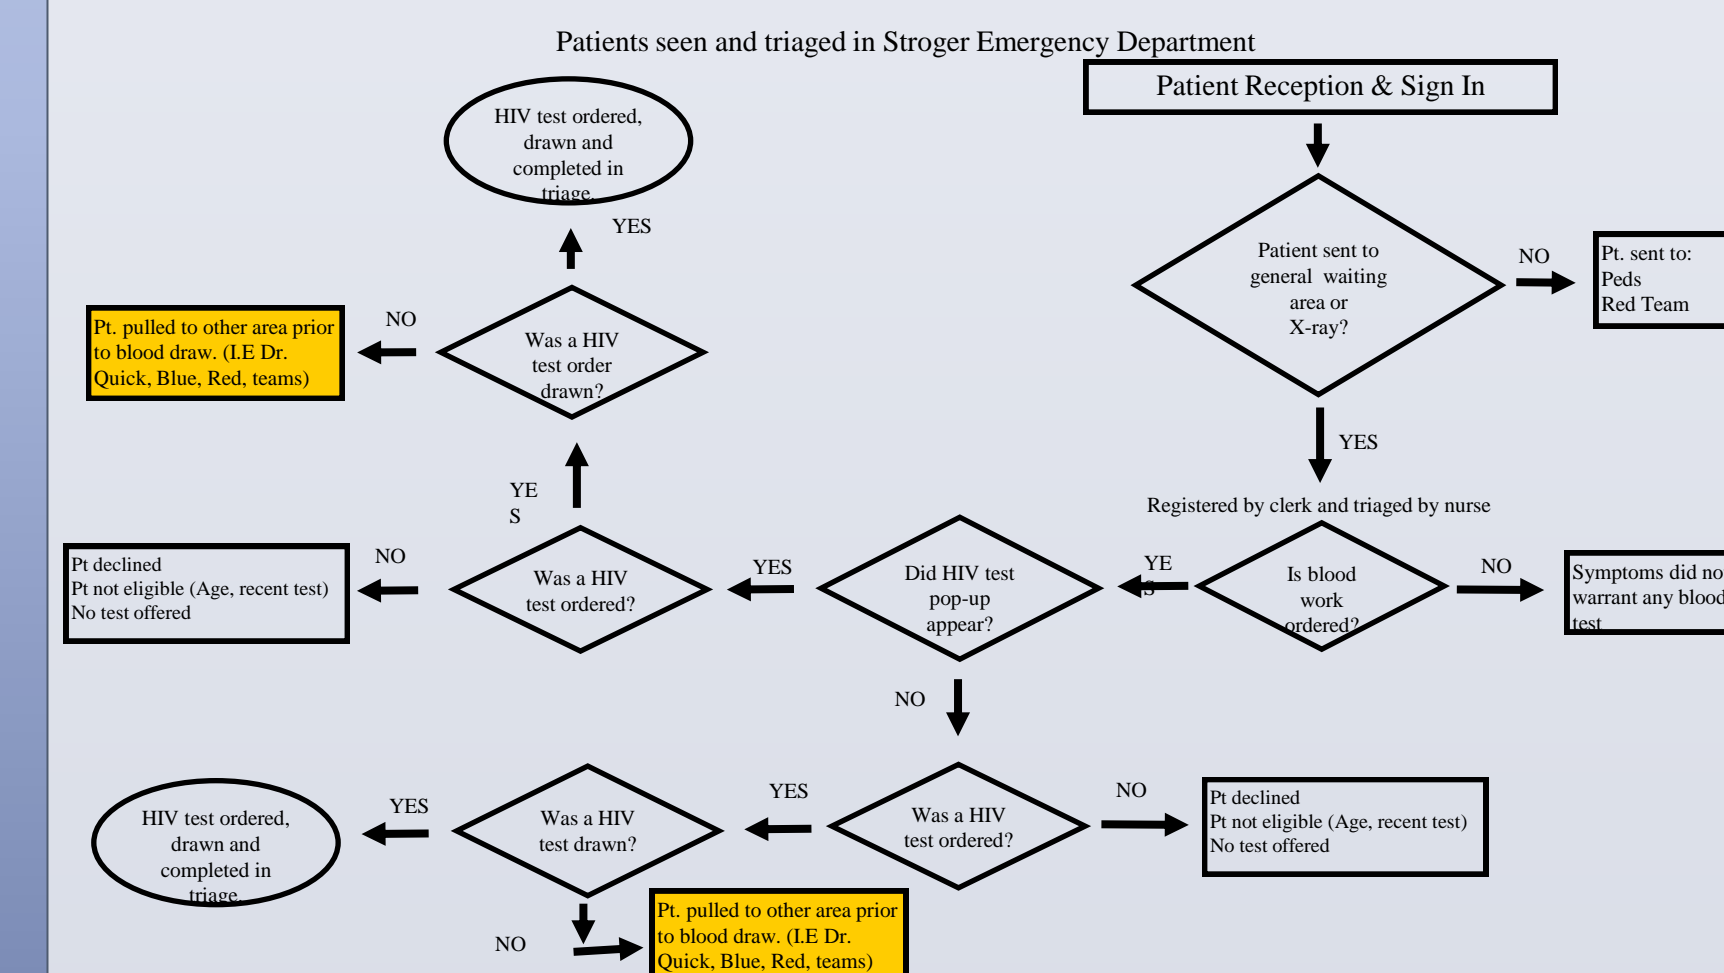 Patients seen and triaged in Stroger Emergency Department
Patient Reception & Sign In
HIV test ordered,
drawn and
completed in
triage.
YES
Patient sent to
general waiting
area or
X-ray?
NO
Pt. sent to:
Peds
Red Team
Pt. pulled to other area prior
to blood draw. (I.E Dr.
Quick, Blue, Red, teams)
NO
Was a HIV
test order
drawn?
YES
YE
S
Registered by clerk and triaged by nurse
Pt declined
Pt not eligible (Age, recent test)
No test offered
NO
Was a HIV
test ordered?
YES
Did HIV test
pop-up
appear?
YE
S
Is blood
work
ordered?
NO
Symptoms did no
warrant any blood
test
NO
HIV test ordered,
drawn and
completed in
triage.
YES
Was a HIV
test drawn?
YES
Was a HIV
test ordered?
NO
Pt declined
Pt not eligible (Age, recent test)
No test offered
NO
Pt. pulled to other area prior
to blood draw. (I.E Dr.
Quick, Blue, Red, teams)